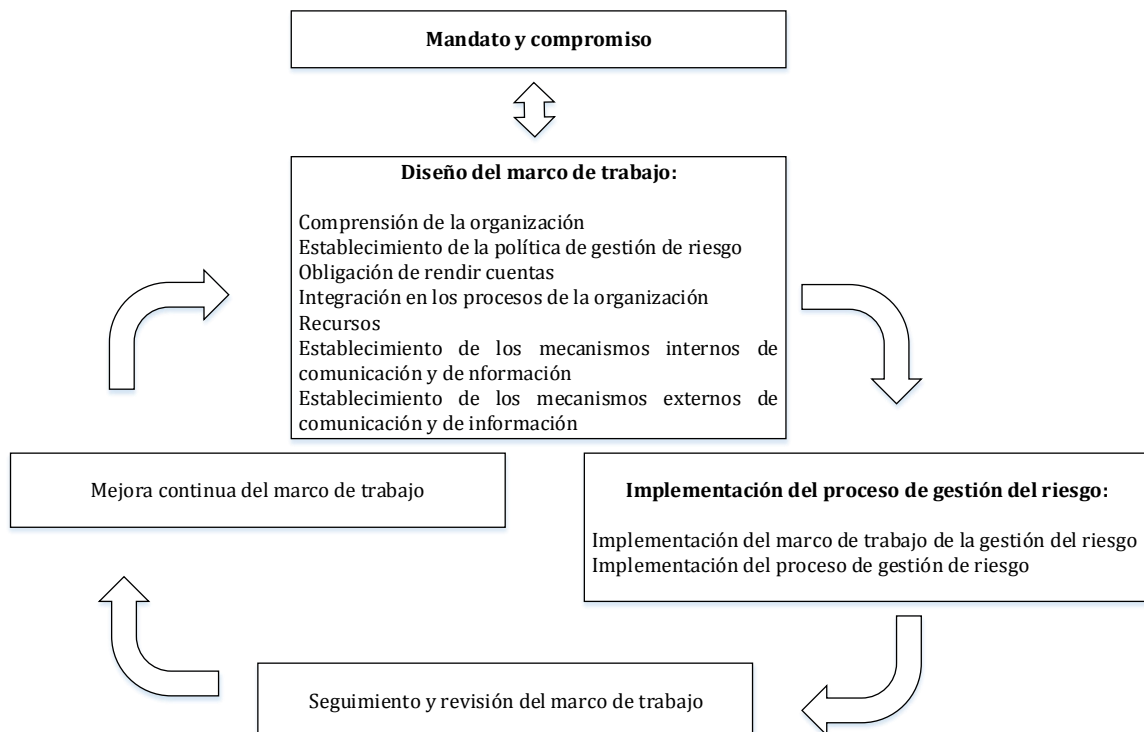 Mandato y compromiso
Diseño del marco de trabajo:
Comprensión de la organización
Establecimiento de la política de gestión de riesgo
Obligación de rendir cuentas
Integración en los procesos de la organización
Recursos
Establecimiento de los mecanismos internos de
comunicación y de nformación
Establecimiento de los mecanismos externos de
comunicación y de información
Mejora continua del marco de trabajo
Implementación del proceso de gestión del riesgo:
Implementación del marco de trabajo de la gestión del riesgo
Implementación del proceso de gestión de riesgo
Seguimiento y revisión del marco de trabajo